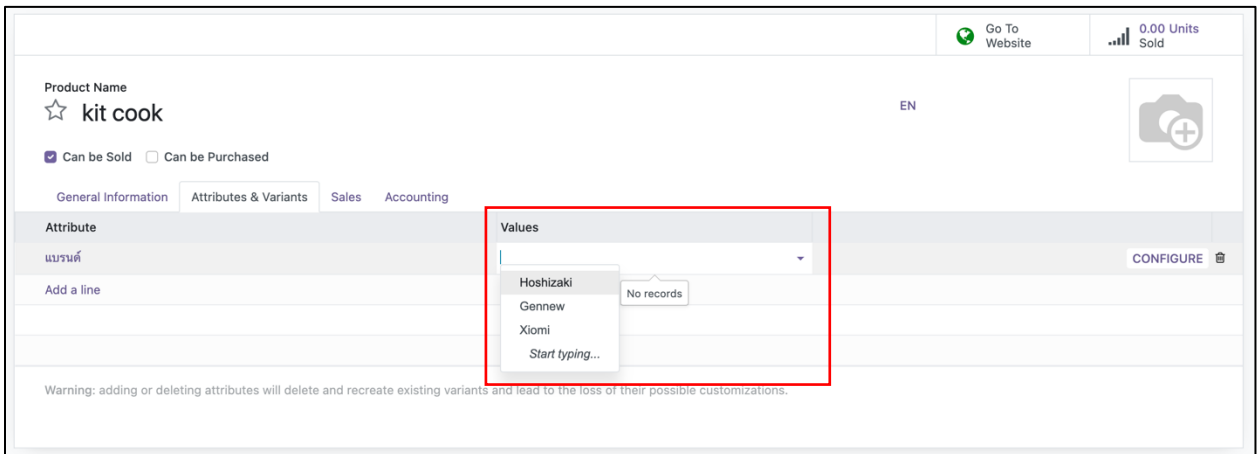 Go To
Website
0.00 Units
Sold
Product Name
kit cook
EN
Can be Sold Can be Purchased
General Information Attributes & Variants Sales Accounting
Attribute Values
แบรนด์ CONFIGURE
Add a line
Hoshizaki
No records
Gennew
Xiomi
Start typing...
Warning: adding or deleting attributes will delete and recreate existing variants and lead to the loss of their possible customizations.